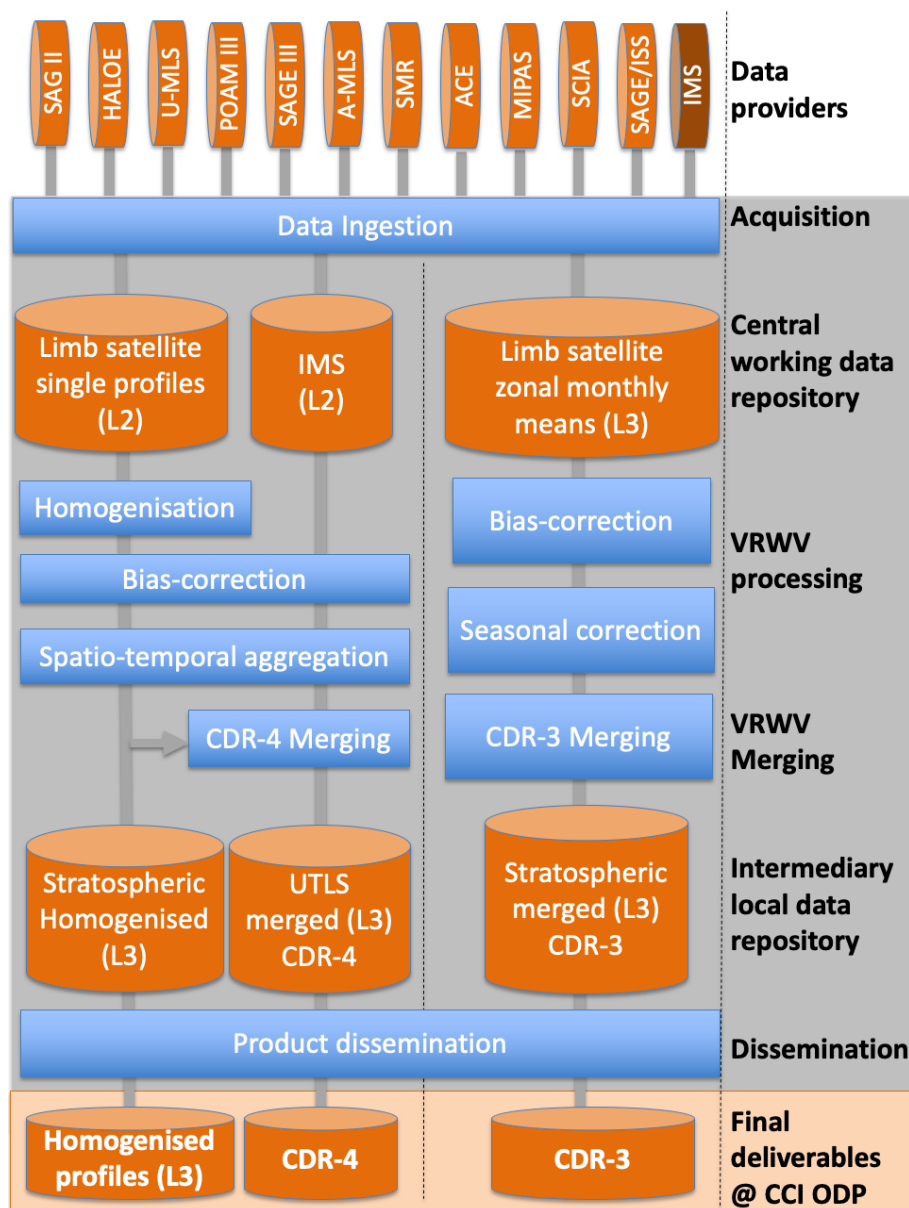 SAG II
HALOE
U-MLS
POAM III
SAGE III
A-MLS
SMR
ACE
MIPAS
SCIA
SAGE/ISS
IMS
Data
providers
Data Ingestion
Acquisition
Limb satellite
single profiles
(L2)
IMS
(L2)
Limb satellite
zonal monthly
means (L3)
Central
working data
repository
Homogenisation
Bias-correction
Spatio-temporal aggregation
Bias-correction
Seasonal correction
VRWV
processing
CDR-4 Merging
CDR-3 Merging
VRWV
Merging
Stratospheric
Homogenised
(L3)
UTLS
merged (L3)
CDR-4
Stratospheric
merged (L3)
CDR-3
Intermediary
local data
repository
Product dissemination
Dissemination
Homogenised
profiles (L3)
CDR-4
CDR-3
Final
deliverables
@ CCI ODP